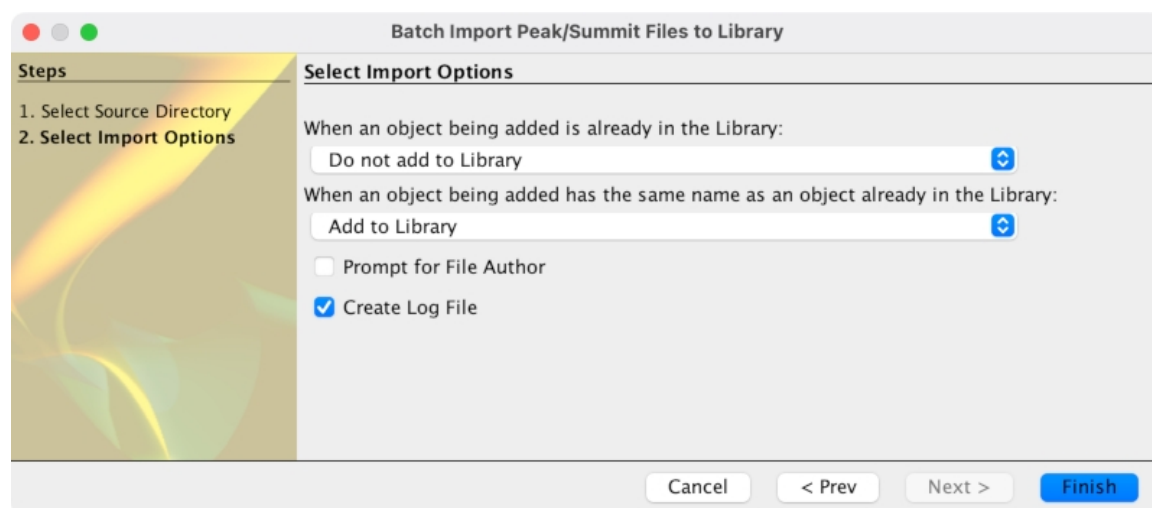 Batch Import Peak/Summit Files to Library
Steps
1. Select Source Directory
2. Select Import Options
Select Import Options
When an object being added is already in the Library:
Do not add to Library
When an object being added has the same name as an object already in the Library:
Add to Library
Prompt for File Author
Create Log File
Cancel
< Prev
Next >
Finish